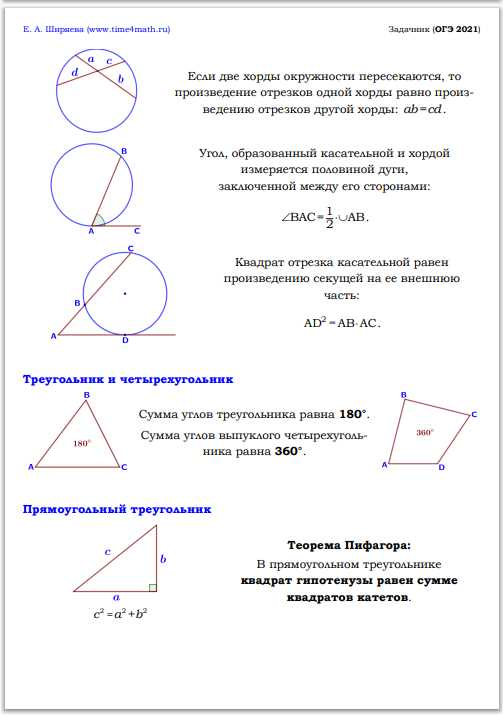 Е. А. Ширяева (www.time4math.ru)
Задачник (ОГЭ 2021)
a
c
d
b
Если две хорды окружности пересекаются, то
произведение отрезков одной хорды равно произ-
ведению отрезков другой хорды: ab=cd.
B
A
C
Угол, образованный касательной и хордой
измеряется половиной дуги,
заключенной между его сторонами:
∠BAC=1/2·∪AB.
C
B
A
D
Квадрат отрезка касательной равен
произведению секущей на ее внешнюю
часть:
AD²=AB·AC.
Треугольник и четырехугольник
B
180°
A
C
Сумма углов треугольника равна 180°.
Сумма углов выпуклого четырехуголь-
ника равна 360°.
B
C
360°
A
D
Прямоугольный треугольник
c
b
a
c²=a²+b²
Теорема Пифагора:
В прямоугольном треугольнике
квадрат гипотенузы равен сумме
квадратов катетов.